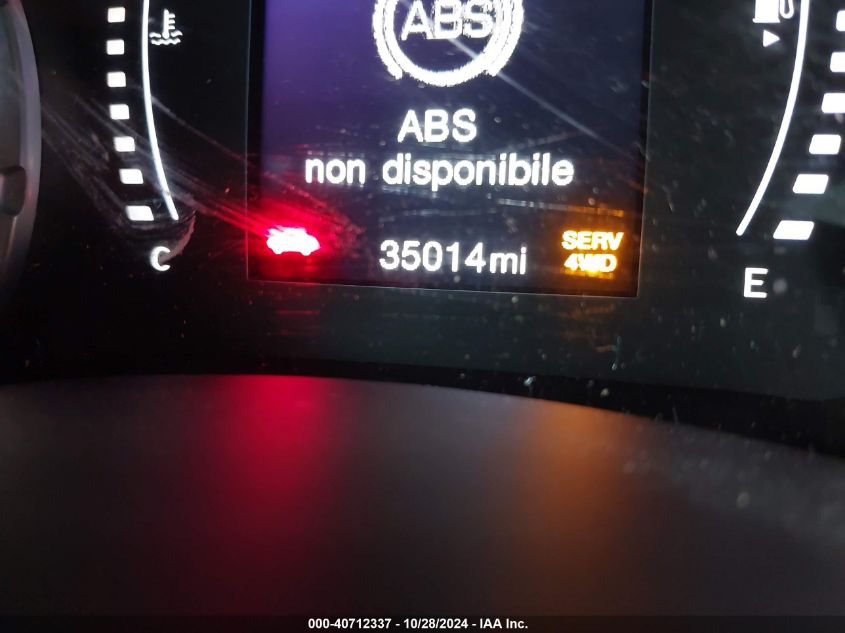 ABS
ABS
non disponibile
35014mi
SERV
4WD
C
E
000-40712337 - 10/28/2024 - IAA Inc.